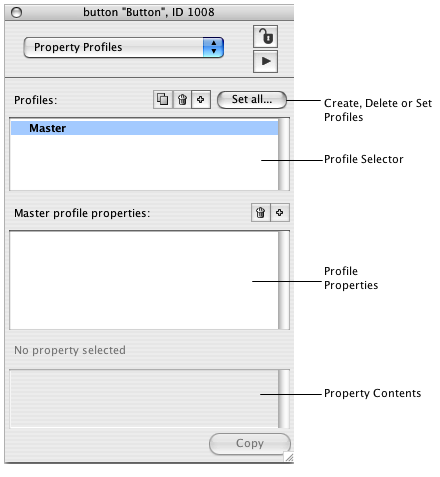 button "Button", ID 1008
Property Profiles
Profiles:
Set all...
Create, Delete or Set
Profiles
Master
Profile Selector
Master profile properties:
Profile
Properties
No property selected
Property Contents
Copy